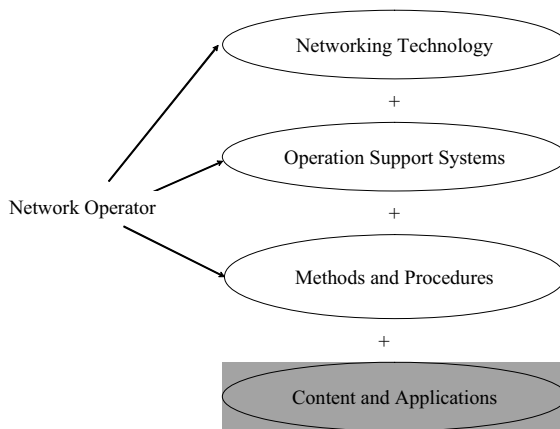 Networking Technology
+
Operation Support Systems
Network Operator
+
Methods and Procedures
+
Content and Applications